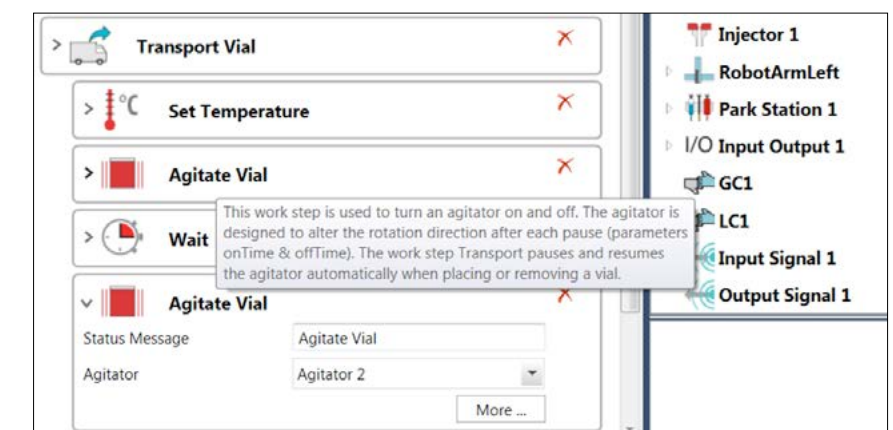 Transport Vial
°C
Set Temperature
Agitate Vial
This work step is used to turn an agitator on and off. The agitator is
designed to alter the rotation direction after each pause (parameters
onTime & offTime). The work step Transport pauses and resumes
the agitator automatically when placing or removing a vial.
Wait
Agitate Vial
Status Message Agitate Vial
Agitator Agitator 2
More ...
Injector 1
RobotArmLeft
Park Station 1
I/O Input Output 1
GC1
LC1
Input Signal 1
Output Signal 1